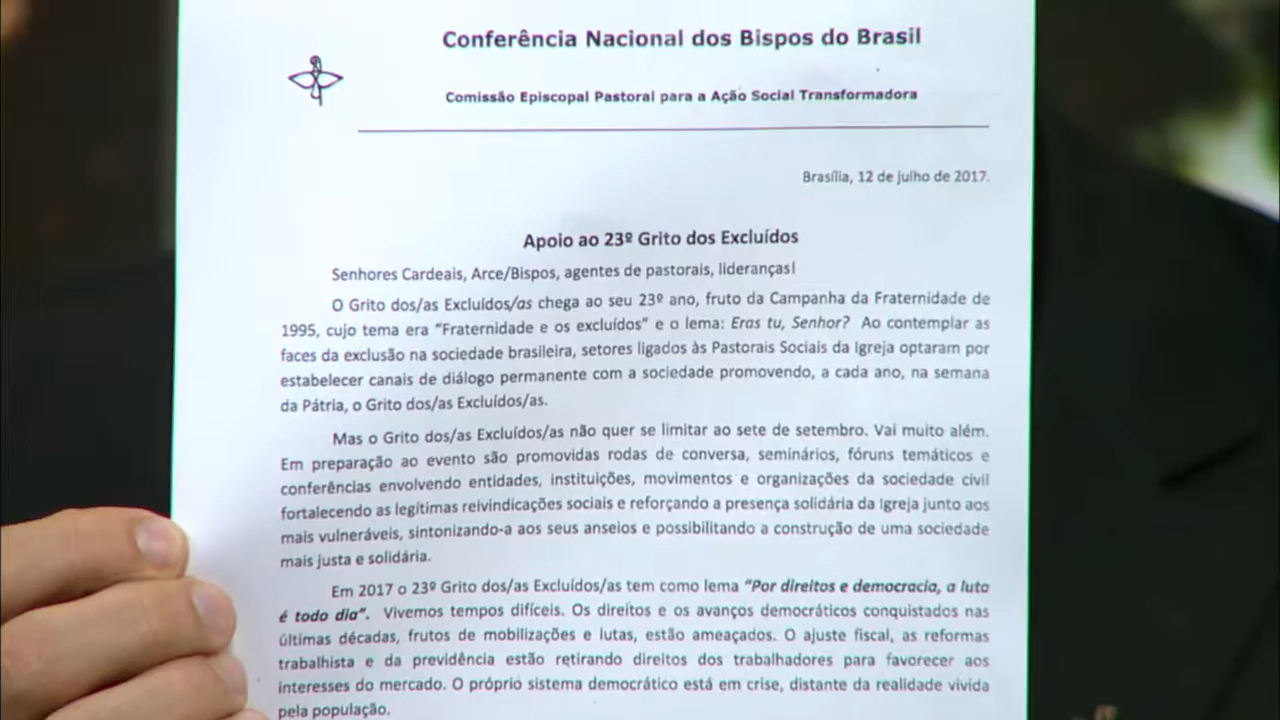 Conferência Nacional dos Bispos do Brasil
Comissão Episcopal Pastoral para a Ação Social Transformadora
Brasília, 12 de julho de 2017.
Apoio ao 23º Grito dos Excluídos
Senhores Cardeais, Arce/Bispos, agentes de pastorais, lideranças!
O Grito dos/as Excluídos/as chega ao seu 23º ano, fruto da Campanha da Fraternidade de
1995, cujo tema era “Fraternidade e os excluídos” e o lema: Eras tu, Senhor? Ao contemplar as
faces da exclusão na sociedade brasileira, setores ligados às Pastorais Sociais da Igreja optaram por
estabelecer canais de diálogo permanente com a sociedade promovendo, a cada ano, na semana
da Pátria, o Grito dos/as Excluídos/as.
Mas o Grito dos/as Excluídos/as não quer se limitar ao sete de setembro. Vai muito além.
Em preparação ao evento são promovidas rodas de conversa, seminários, fóruns temáticos e
conferências envolvendo entidades, instituições, movimentos e organizações da sociedade civil
fortalecendo as legítimas reivindicações sociais e reforçando a presença solidária da Igreja junto aos
mais vulneráveis, sintonizando-a aos seus anseios e possibilitando a construção de uma sociedade
mais justa e solidária.
Em 2017 o 23º Grito dos/as Excluídos/as tem como lema “Por direitos e democracia, a luta
é todo dia”. Vivemos tempos difíceis. Os direitos e os avanços democráticos conquistados nas
últimas décadas, frutos de mobilizações e lutas, estão ameaçados. O ajuste fiscal, as reformas
trabalhista e da previdência estão retirando direitos dos trabalhadores para favorecer aos
interesses do mercado. O próprio sistema democrático está em crise, distante da realidade vivida
pela população.